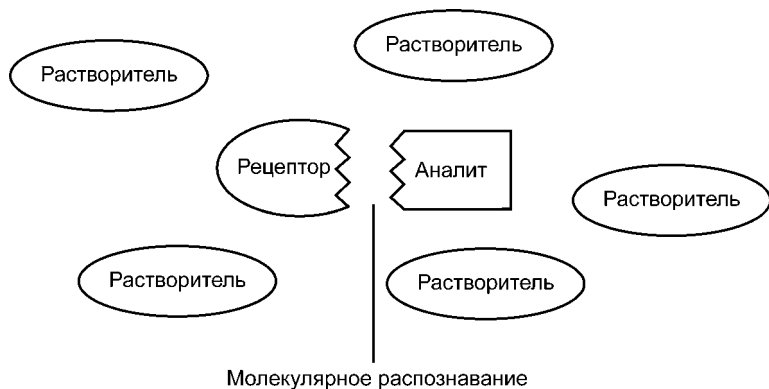 Растворитель
Растворитель
Рецептор
Аналит
Растворитель
Растворитель
Растворитель
Молекулярное распознавание